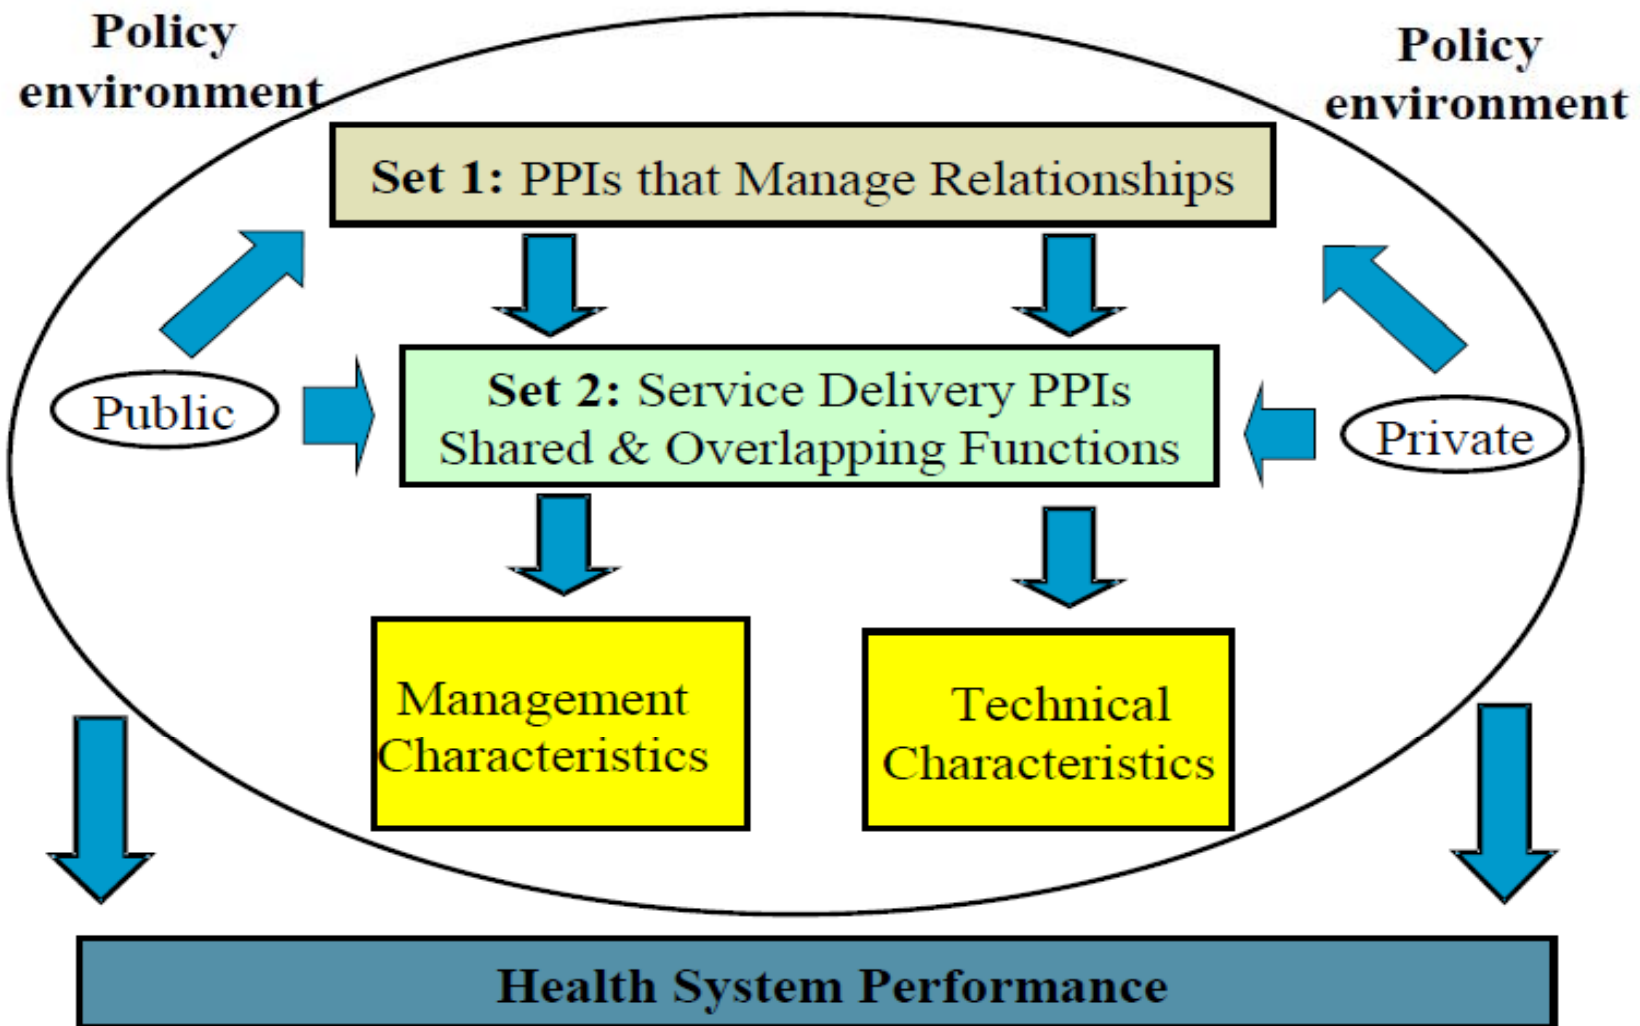 Policy
environment
Policy
environment
Set 1: PPIs that Manage Relationships
Public
Set 2: Service Delivery PPIs
Shared & Overlapping Functions
Private
Management
Characteristics
Technical
Characteristics
Health System Performance